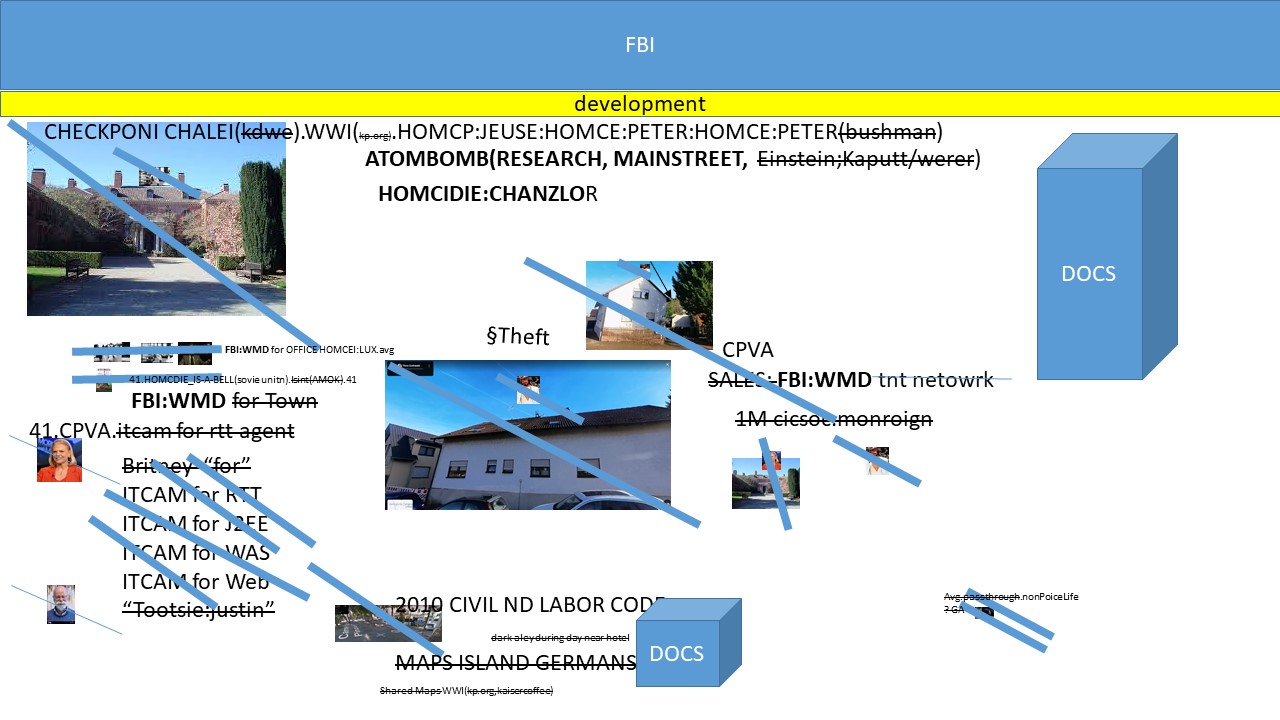 FBI
development
CHECKPONI CHALEI(kdwe).WWI(kp.org).HOMCP:JEUSE:HOMCE:PETER:HOMCE:PETER(bushman)
ATOMBOMB(RESEARCH, MAINSTREET, Einstein;Kaputt/werer)
HOMCIDIE:CHANZLOR
DOCS
§Theft
FBI:WMD for OFFICE HOMCEI:LUX.avg
CPVA
41.HOMCDIE_IS-A-BELL(sovie unitn).Isint(AMOK).41
SALES: FBI:WMD tnt netowrk
FBI:WMD for Town
1M cicsoc.monroign
41.CPVA.itcam for rtt agent
Britney "for"
ITCAM for RTT
ITCAM for J2EE
ITCAM for WAS
ITCAM for Web
"Tootsie:justin"
2010 CIVIL ND LABOR CODE
Avg.passthrough.nonPoiceLife
? GA
dark aley during day near hotel
MAPS ISLAND GERMANS
DOCS
Shared Maps WWI(kp.org,kaisercoffee)